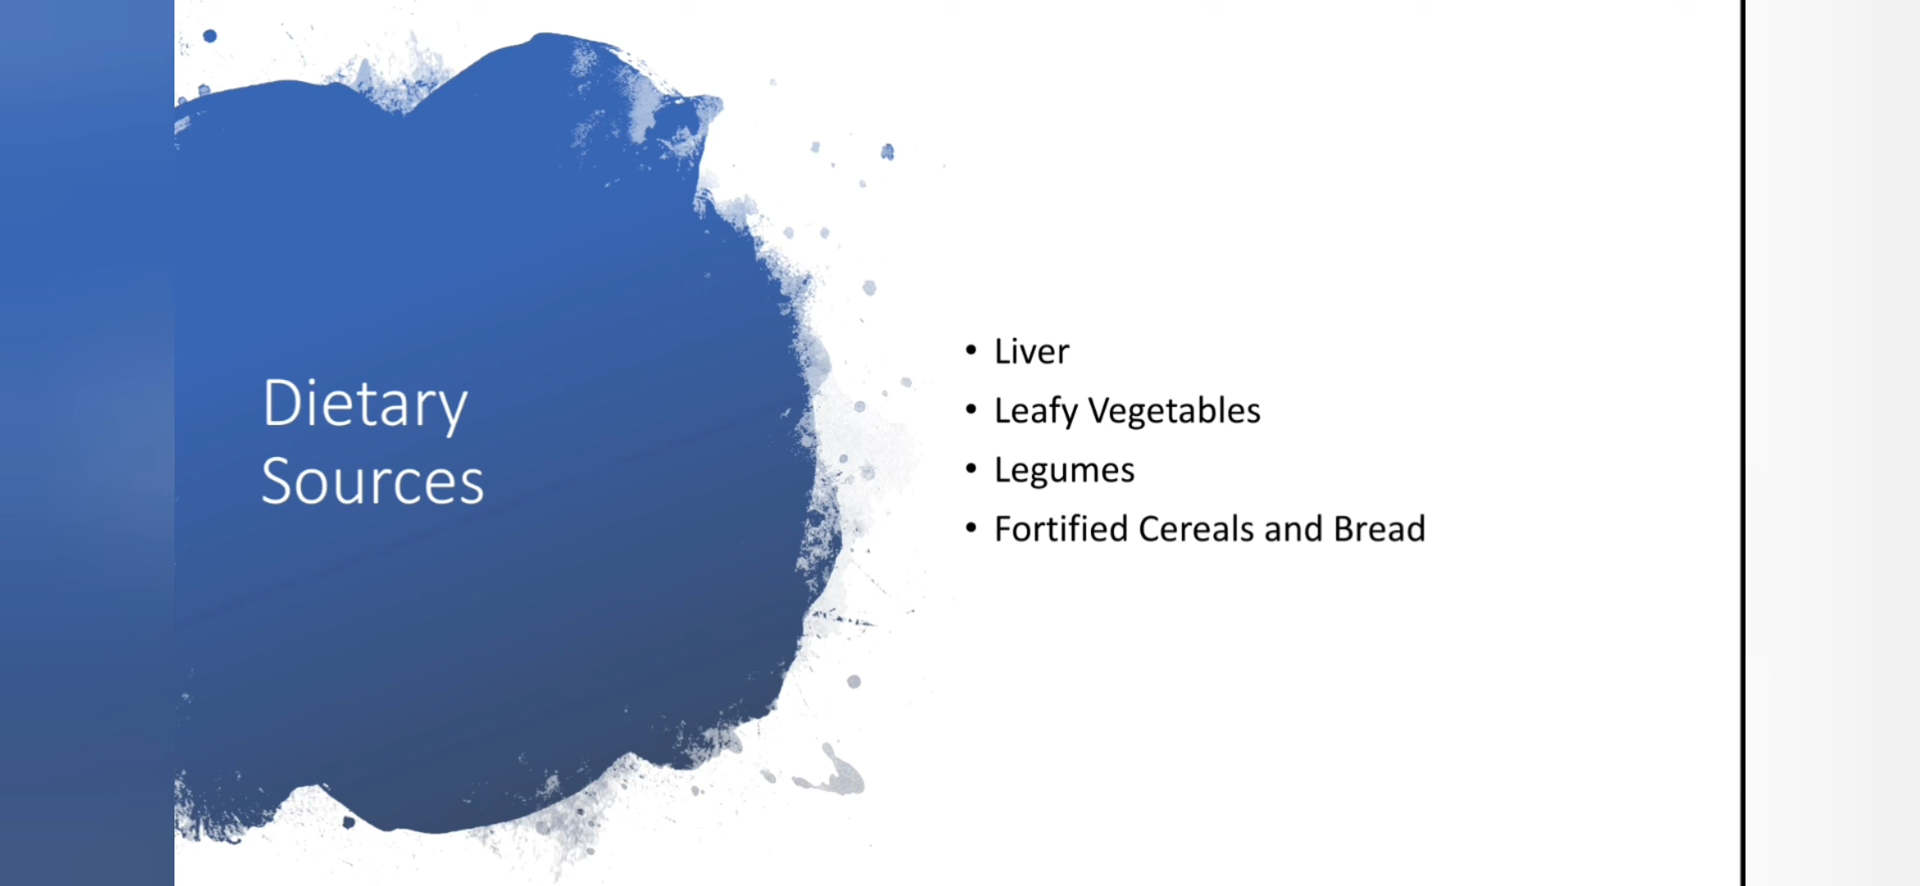 Dietary
Sources
• Liver
• Leafy Vegetables
• Legumes
• Fortified Cereals and Bread